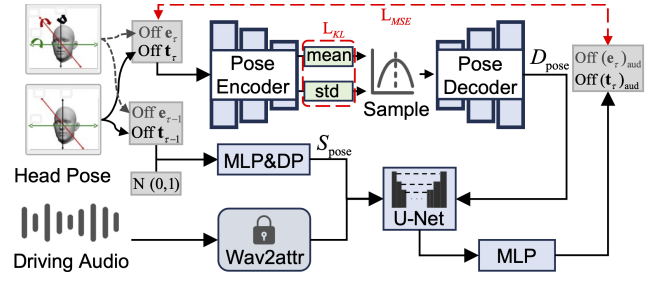 L_KL
L_MSE
Off e_τ
Off t_τ
Pose
Encoder
mean
std
Sample
Pose
Decoder
D_pose
Off (e_τ)_aud
Off (t_τ)_aud
Off e_τ−1
Off t_τ−1
Head Pose
N (0,1)
MLP&DP
S_pose
U-Net
Driving Audio
Wav2attr
MLP